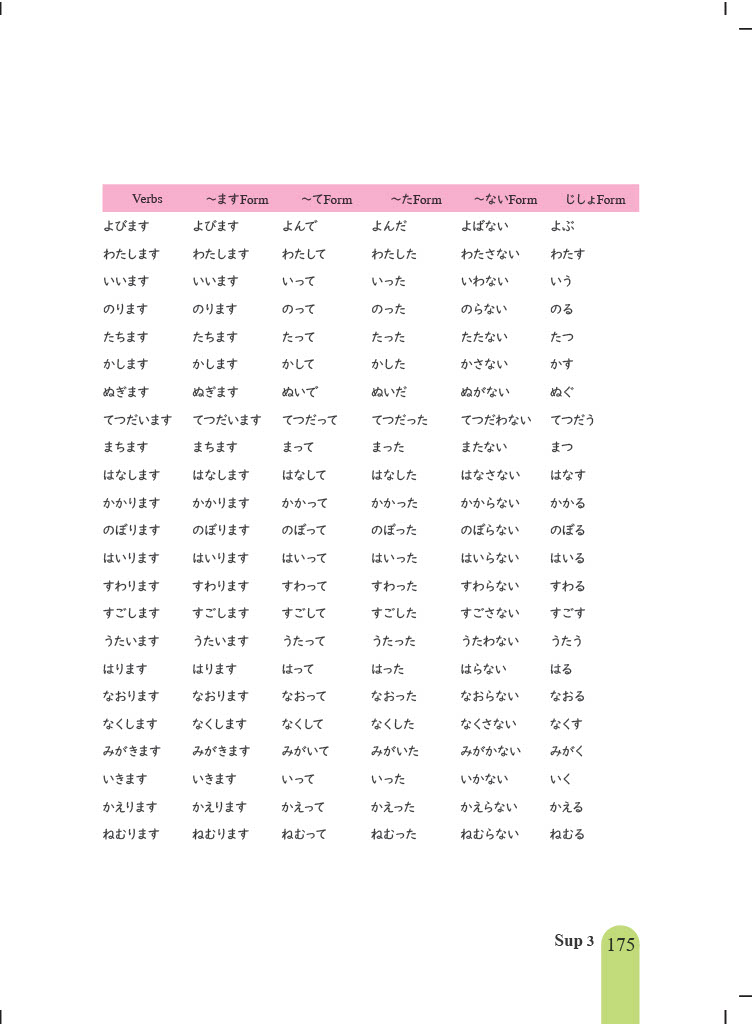 Verbs ～ますForm ～てForm ～たForm ～ないForm じしょForm
よびます よびます よんで よんだ よばない よぶ
わたします わたします わたして わたした わたさない わたす
いいます いいます いって いった いわない いう
のります のります のって のった のらない のる
たちます たちます たって たった たたない たつ
かします かします かして かした かさない かす
ぬぎます ぬぎます ぬいで ぬいだ ぬがない ぬぐ
てつだいます てつだいます てつだって てつだった てつだわない てつだう
まちます まちます まって まった またない まつ
はなします はなします はなして はなした はなさない はなす
かかります かかります かかって かかった かからない かかる
のぼります のぼります のぼって のぼった のぼらない のぼる
はいります はいります はいって はいった はいらない はいる
すわります すわります すわって すわった すわらない すわる
すごします すごします すごして すごした すごさない すごす
うたいます うたいます うたって うたった うたわない うたう
はります はります はって はった はらない はる
なおります なおります なおって なおった なおらない なおる
なくします なくします なくして なくした なくさない なくす
みがきます みがきます みがいて みがいた みがかない みがく
いきます いきます いって いった いかない いく
かえります かえります かえって かえった かえらない かえる
ねむります ねむります ねむって ねむった ねむらない ねむる
Sup 3 175